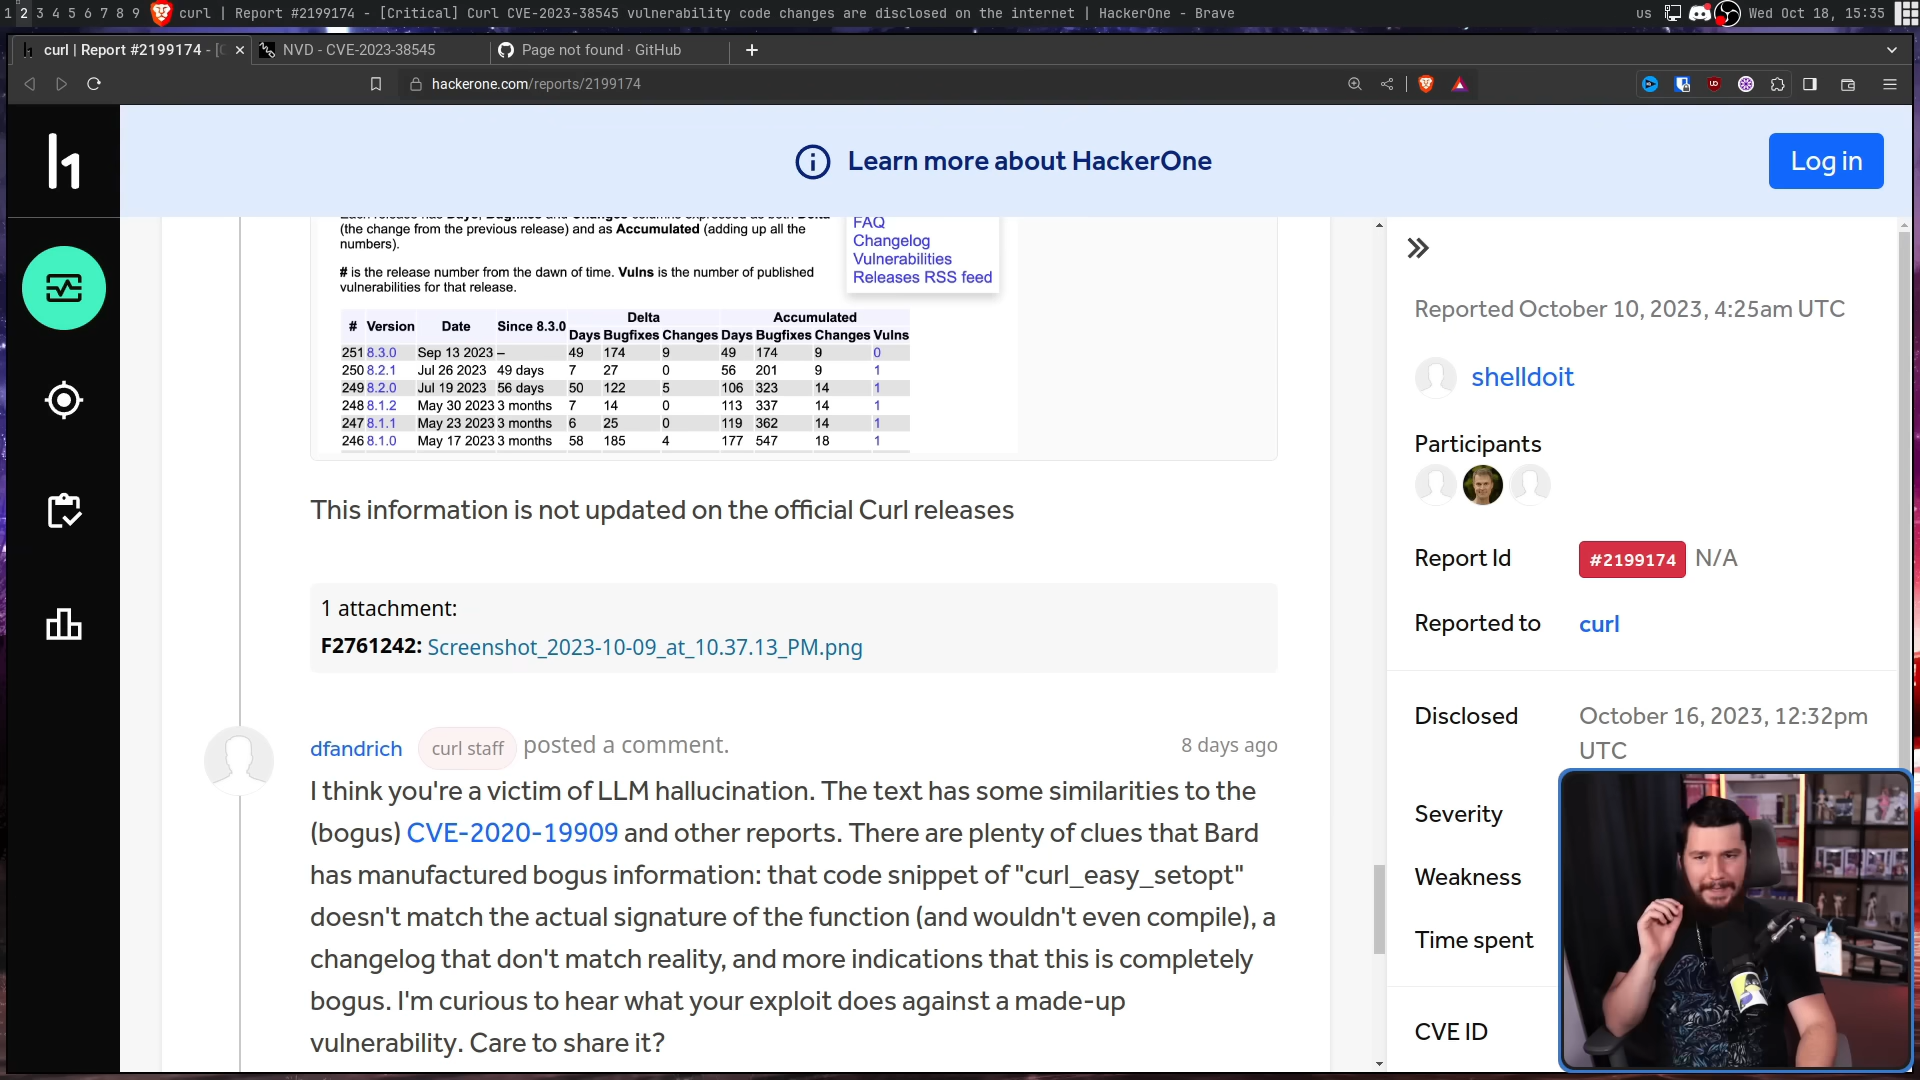 1 2 3 4 5 6 7 8 9 curl | Report #2199174 - [Critical] Curl CVE-2023-38545 vulnerability code changes are disclosed on the internet | HackerOne - Brave
us Wed Oct 18, 15:35
curl | Report #2199174 - [C
NVD - CVE-2023-38545
Page not found · GitHub
hackerone.com/reports/2199174
Learn more about HackerOne
Log in
(the change from the previous release) and as Accumulated (adding up all the
numbers).
# is the release number from the dawn of time. Vulns is the number of published
vulnerabilities for that release.
FAQ
Changelog
Vulnerabilities
Releases RSS feed
Delta Accumulated
# Version Date Since 8.3.0 Days Bugfixes Changes Days Bugfixes Changes Vulns
251 8.3.0 Sep 13 2023 – 49 174 9 49 174 9 0
250 8.2.1 Jul 26 2023 49 days 7 27 0 56 201 9 1
249 8.2.0 Jul 19 2023 56 days 50 122 5 106 323 14 1
248 8.1.2 May 30 2023 3 months 7 14 0 113 337 14 1
247 8.1.1 May 23 2023 3 months 6 25 0 119 362 14 1
246 8.1.0 May 17 2023 3 months 58 185 4 177 547 18 1
This information is not updated on the official Curl releases
1 attachment:
F2761242: Screenshot_2023-10-09_at_10.37.13_PM.png
dfandrich curl staff posted a comment. 8 days ago
I think you're a victim of LLM hallucination. The text has some similarities to the
(bogus) CVE-2020-19909 and other reports. There are plenty of clues that Bard
has manufactured bogus information: that code snippet of "curl_easy_setopt"
doesn't match the actual signature of the function (and wouldn't even compile), a
changelog that don't match reality, and more indications that this is completely
bogus. I'm curious to hear what your exploit does against a made-up
vulnerability. Care to share it?
Reported October 10, 2023, 4:25am UTC
shelldoit
Participants
Report Id #2199174 N/A
Reported to curl
Disclosed October 16, 2023, 12:32pm
UTC
Severity
Weakness
Time spent
CVE ID